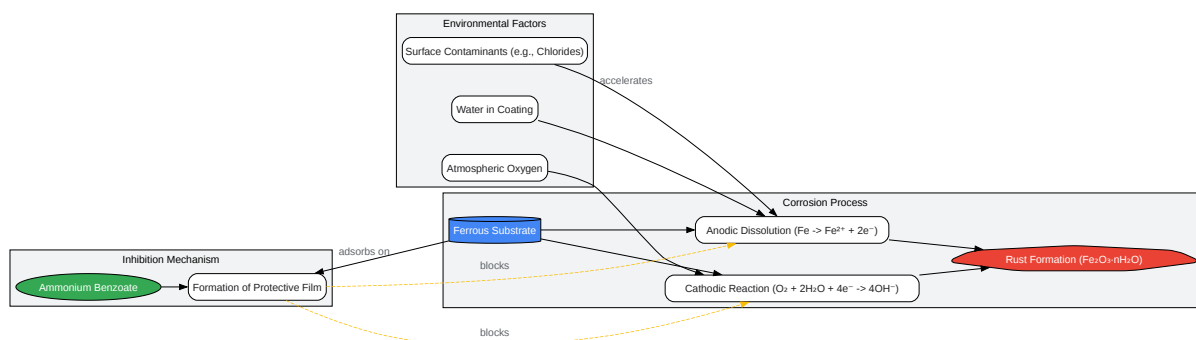 Environmental Factors
Surface Contaminants (e.g., Chlorides)
accelerates
Water in Coating
Atmospheric Oxygen
Corrosion Process
Ferrous Substrate
Anodic Dissolution (Fe -> Fe²⁺ + 2e⁻)
adsorbs on
Inhibition Mechanism
Rust Formation (Fe₂O₃·nH₂O)
blocks
Ammonium Benzoate
Formation of Protective Film
Cathodic Reaction (O₂ + 2H₂O + 4e⁻ -> 4OH⁻)
blocks